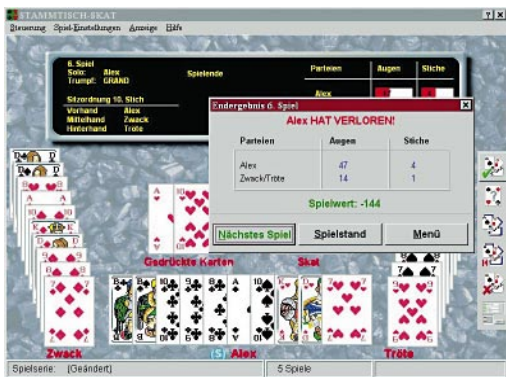 STAMMTISCH-SKAT
Steuerung Spiel-Einstellungen Anzeige Hilfe
6. Spiel
Solo: Alex
Trumpf: GRAND
Spielende
Parteien Augen Stiche
Alex
Sitzordnung 10. Stich
Vorhand Alex
Mittelhand Zwack
Hinterhand Tröte
Endergebnis 6. Spiel
Alex HAT VERLOREN!
Parteien Augen Stiche
Alex 47 4
Zwack/Tröte 14 1
Spielwert: -144
Nächstes Spiel Spielstand Menü
Gedrückte Karten Skat
Zwack (S) Alex Tröte
Spielserie: (Geändert) 5 Spiele